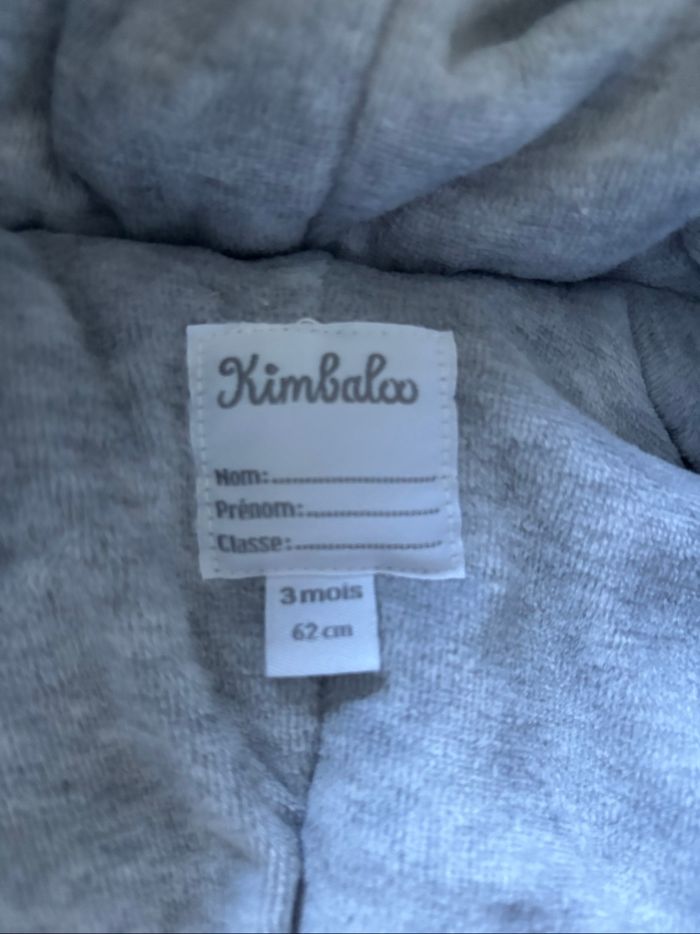 Kimbaloo
Nom:
Prénom:
Classe:
3 mois
62 cm